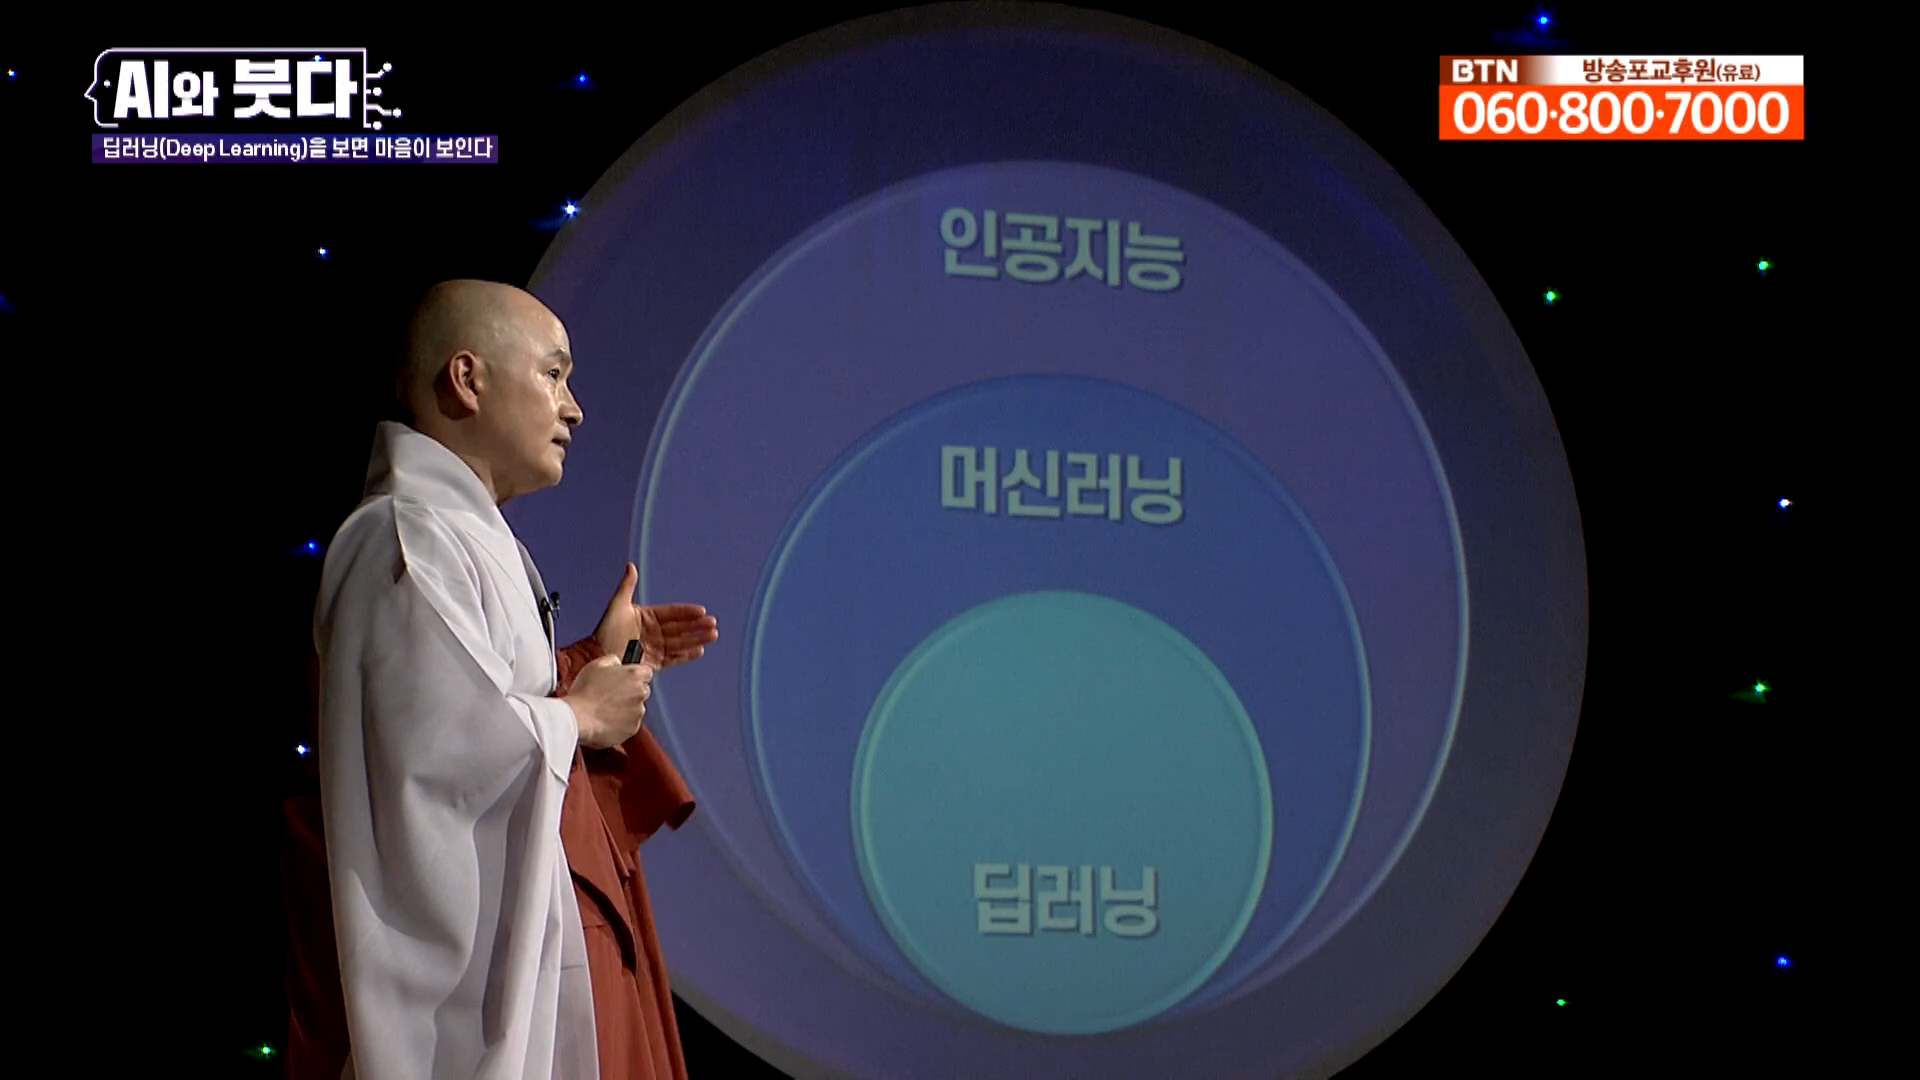 AI와 붓다
딥러닝(Deep Learning)을 보면 마음이 보인다
BTN 방송포교후원(유료)
060·800·7000
인공지능
머신러닝
딥러닝